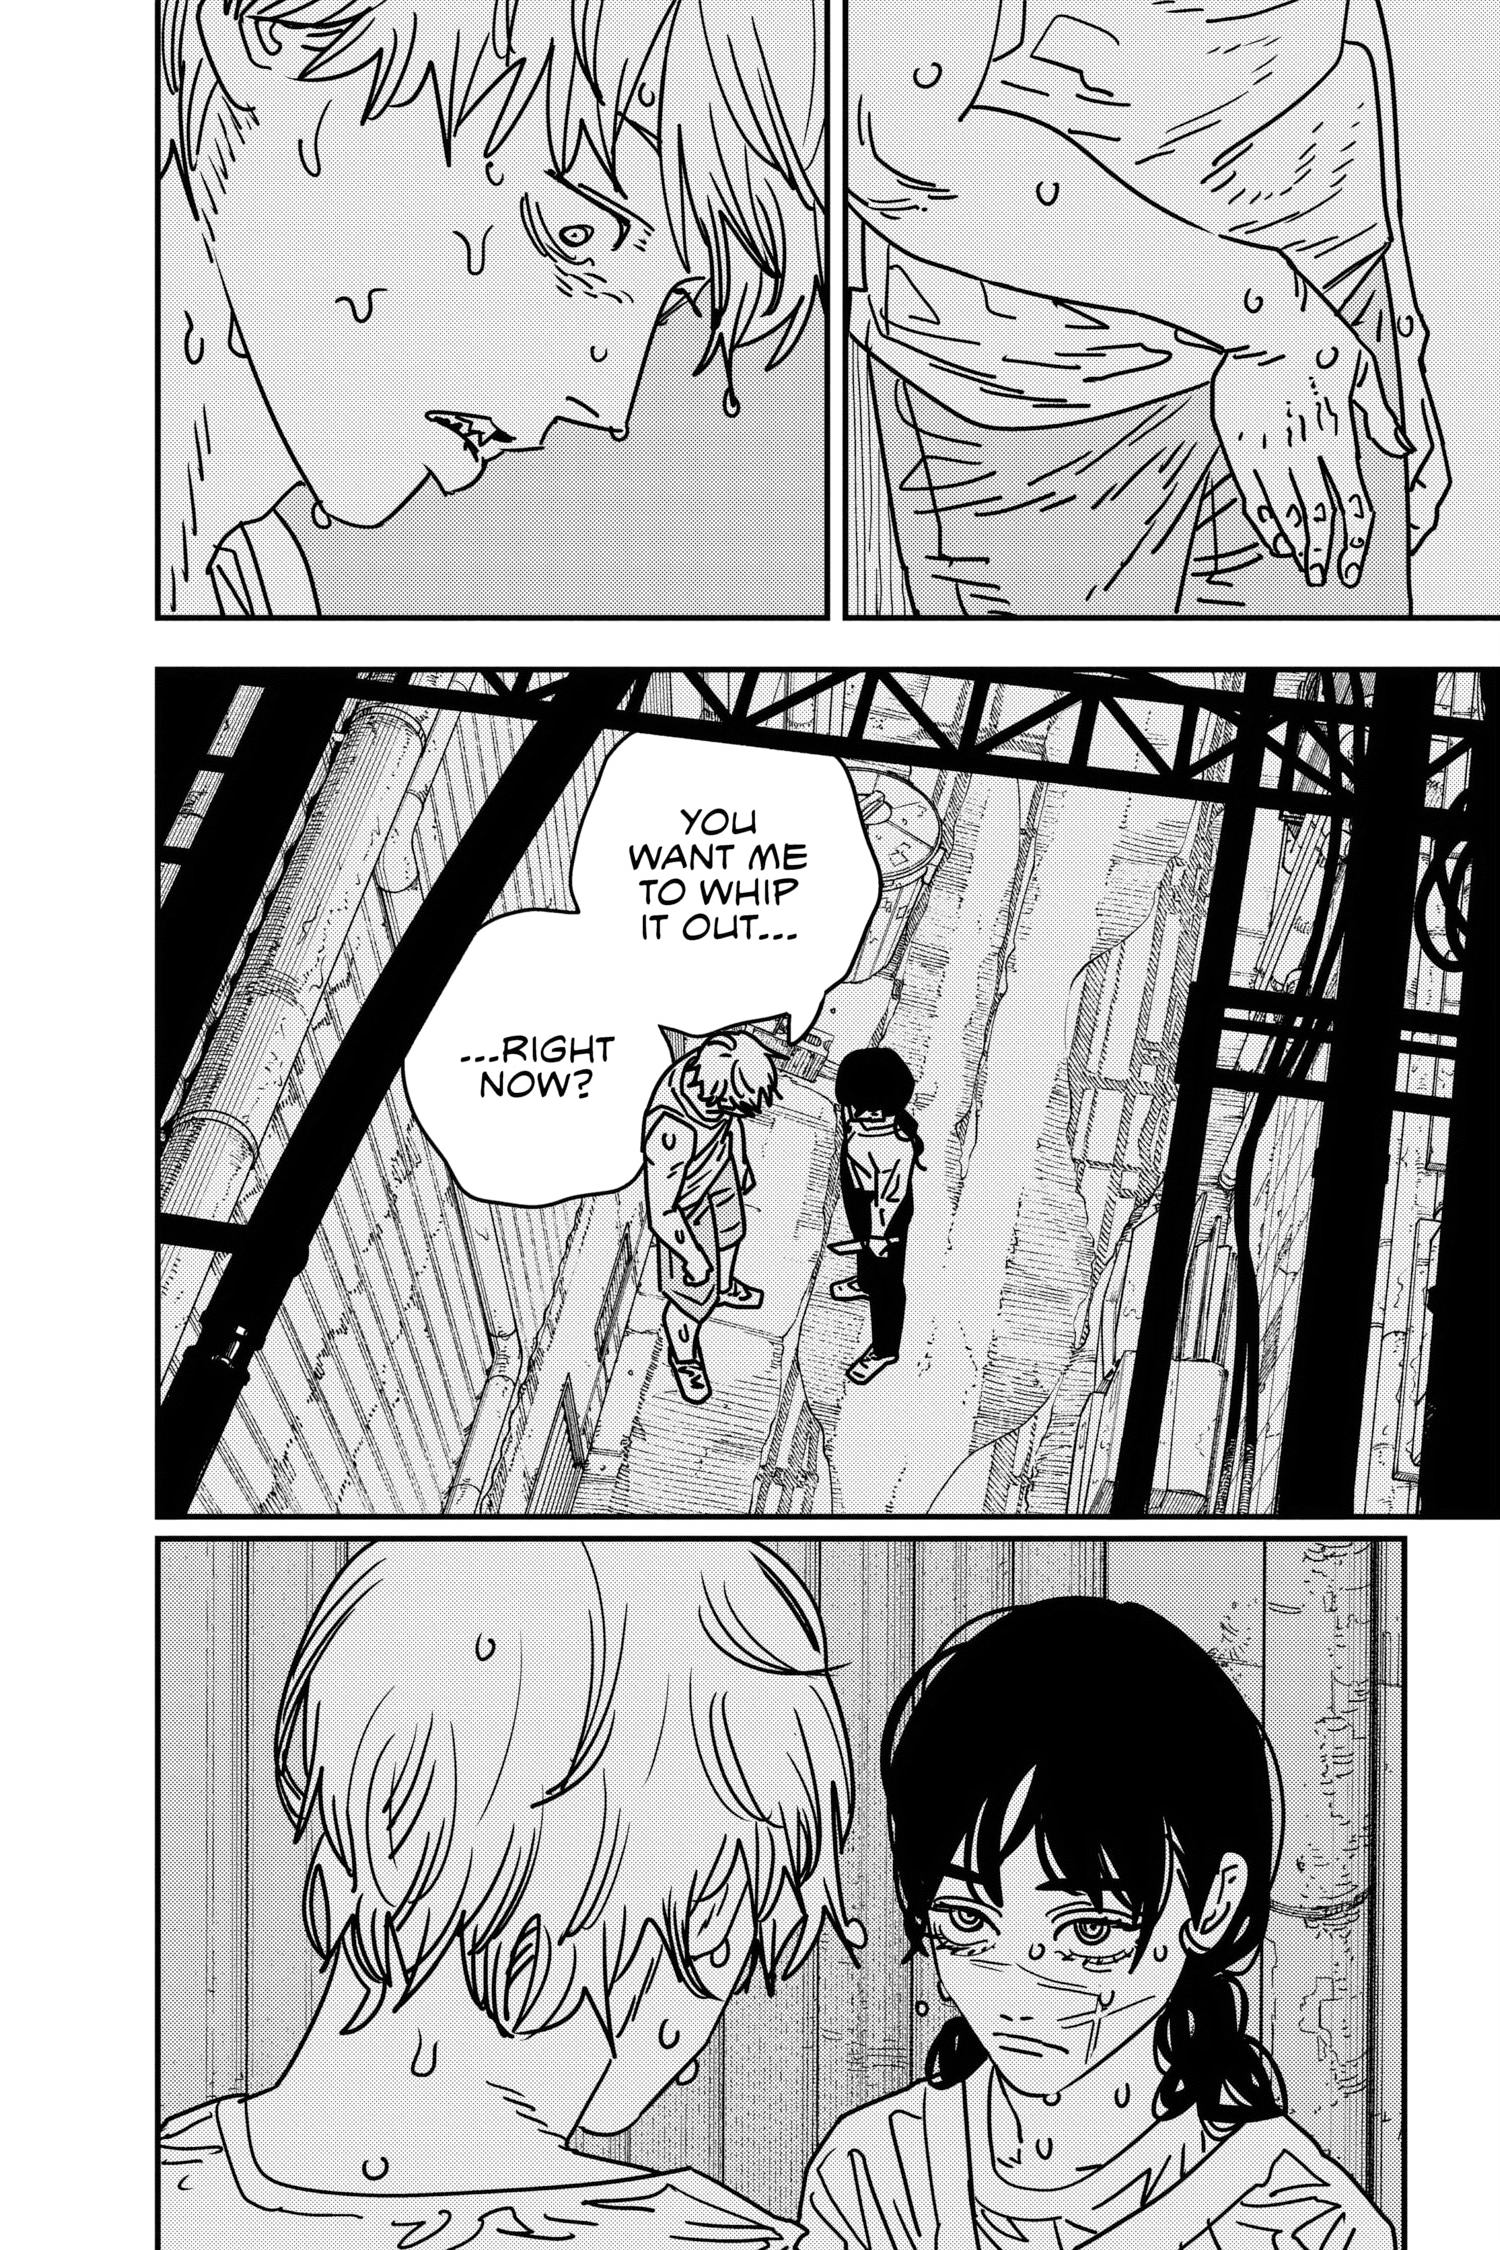 YOU
WANT ME
TO WHIP
IT OUT...
...RIGHT
NOW?